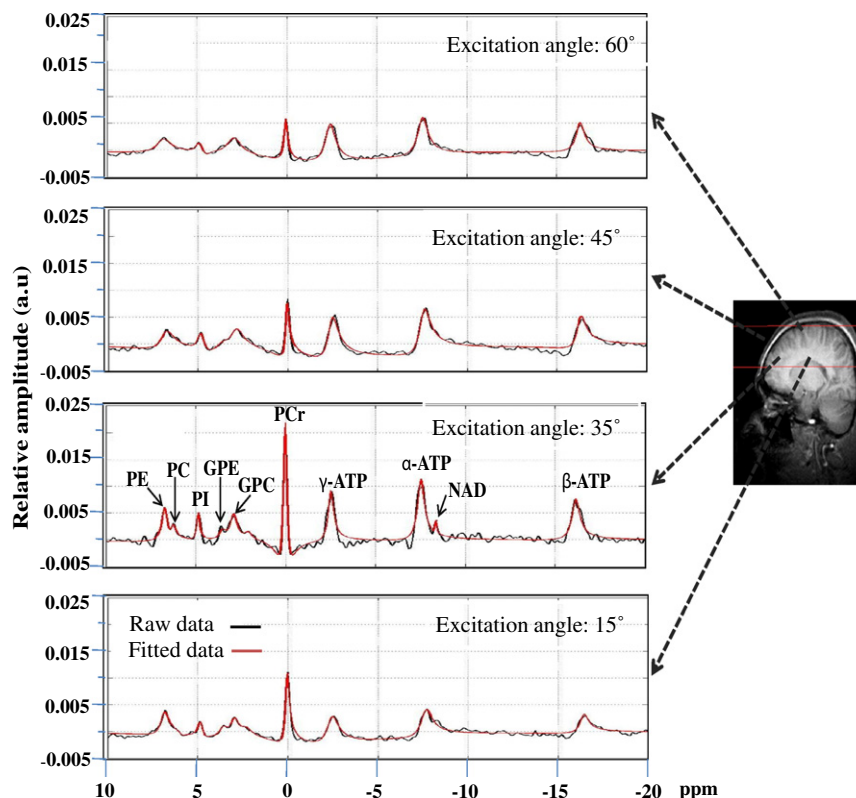 Relative amplitude (a.u)
0.025
0.015
0.005
-0.005
Excitation angle: 60˚
0.025
0.015
0.005
-0.005
Excitation angle: 45˚
0.025
0.015
0.005
-0.005
Excitation angle: 35˚
PE
PC
PI
GPE
GPC
PCr
γ-ATP
α-ATP
NAD
β-ATP
0.025
0.015
0.005
-0.005
Excitation angle: 15˚
Raw data
Fitted data
10 5 0 -5 -10 -15 -20 ppm